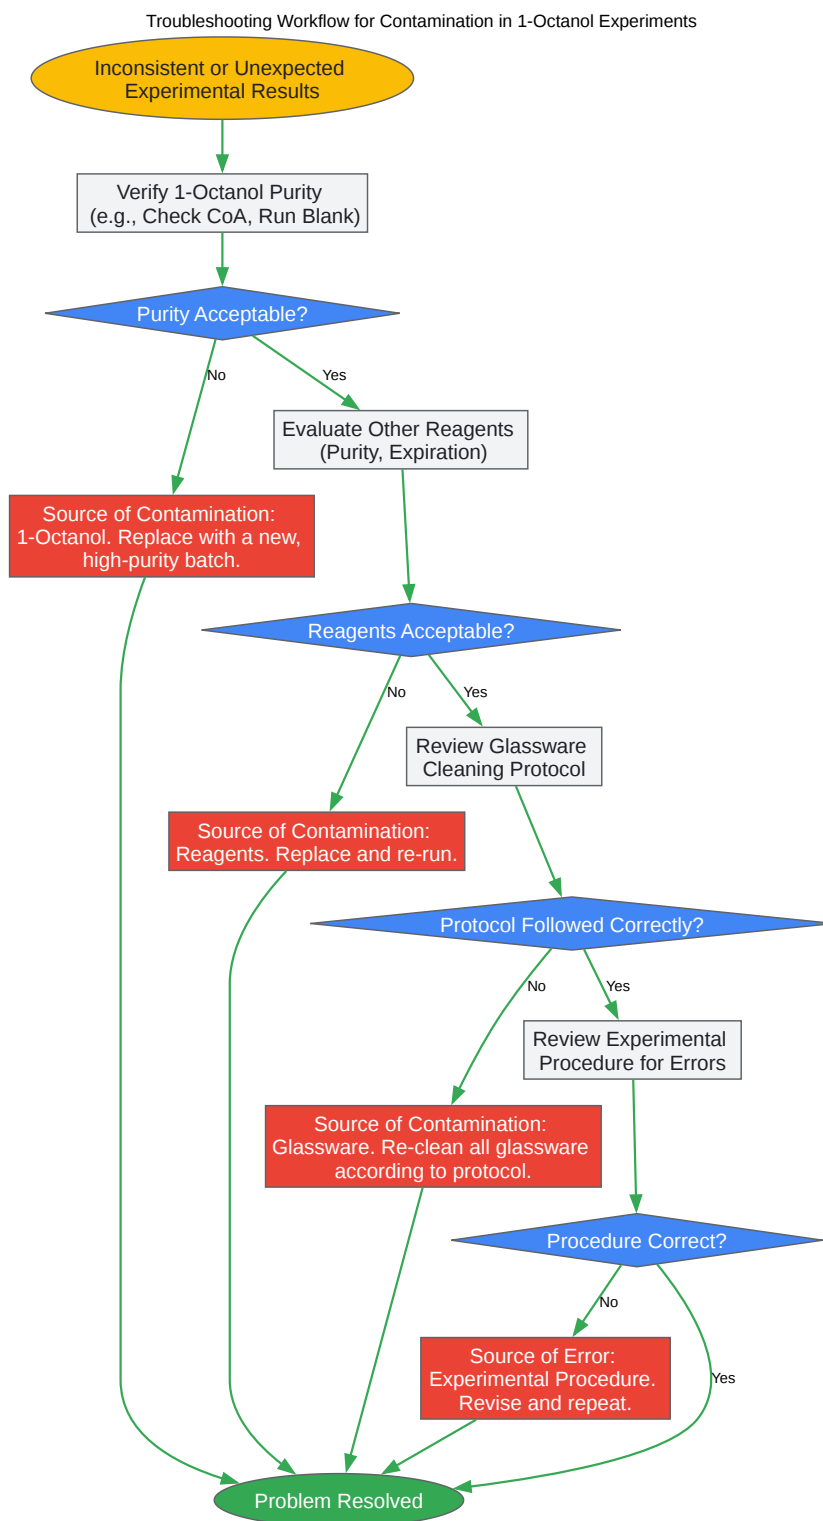 Troubleshooting Workflow for Contamination in 1-Octanol Experiments
Inconsistent or Unexpected
Experimental Results
Verify 1-Octanol Purity
(e.g., Check CoA, Run Blank)
Purity Acceptable?
No
Yes
Evaluate Other Reagents
(Purity, Expiration)
Source of Contamination:
1-Octanol. Replace with a new,
high-purity batch.
Reagents Acceptable?
No
Yes
Review Glassware
Cleaning Protocol
Source of Contamination:
Reagents. Replace and re-run.
Protocol Followed Correctly?
No
Yes
Review Experimental
Procedure for Errors
Source of Contamination:
Glassware. Re-clean all glassware
according to protocol.
Procedure Correct?
No
Source of Error:
Experimental Procedure.
Revise and repeat.
Yes
Problem Resolved